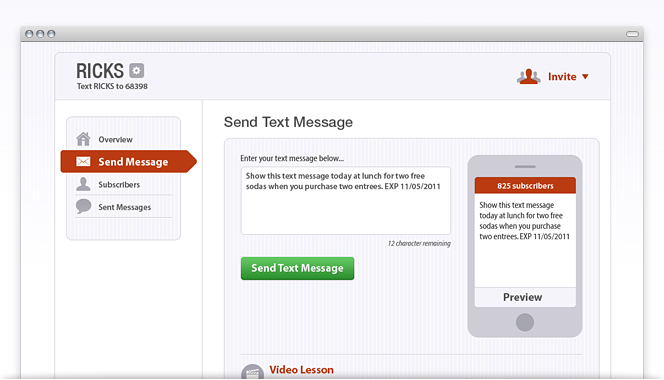 RICKS
Text RICKS to 68398
Invite
Overview
Send Message
Subscribers
Sent Messages
Send Text Message
Enter your text message below...
Show this text message today at lunch for two free
sodas when you purchase two entrees. EXP 11/05/2011
12 character remaining
Send Text Message
825 subscribers
Show this text message
today at lunch for two free
sodas when you purchase
two entrees. EXP 11/05/2011
Preview
Vídeo Lesson